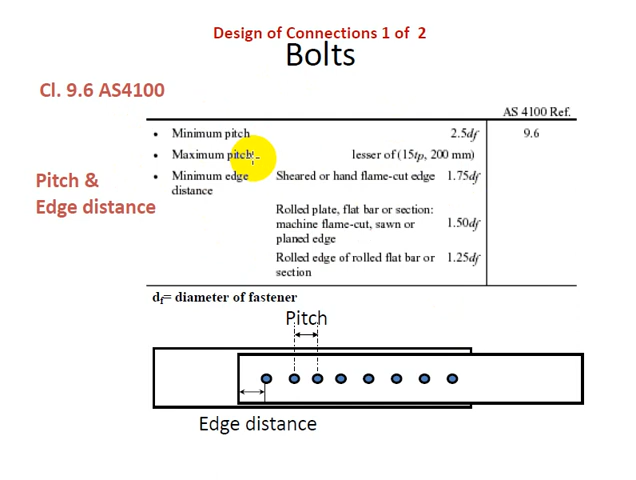 Design of Connections 1 of 2
Bolts
Cl. 9.6 AS4100
AS 4100 Ref.
• Minimum pitch 2.5df 9.6
• Maximum pitch lesser of (15tp, 200 mm)
Pitch &
Edge distance
• Minimum edge Sheared or hand flame-cut edge 1.75df
distance
Rolled plate, flat bar or section:
machine flame-cut, sawn or 1.50df
planed edge
Rolled edge of rolled flat bar or 1.25df
section
df= diameter of fastener
Pitch
Edge distance